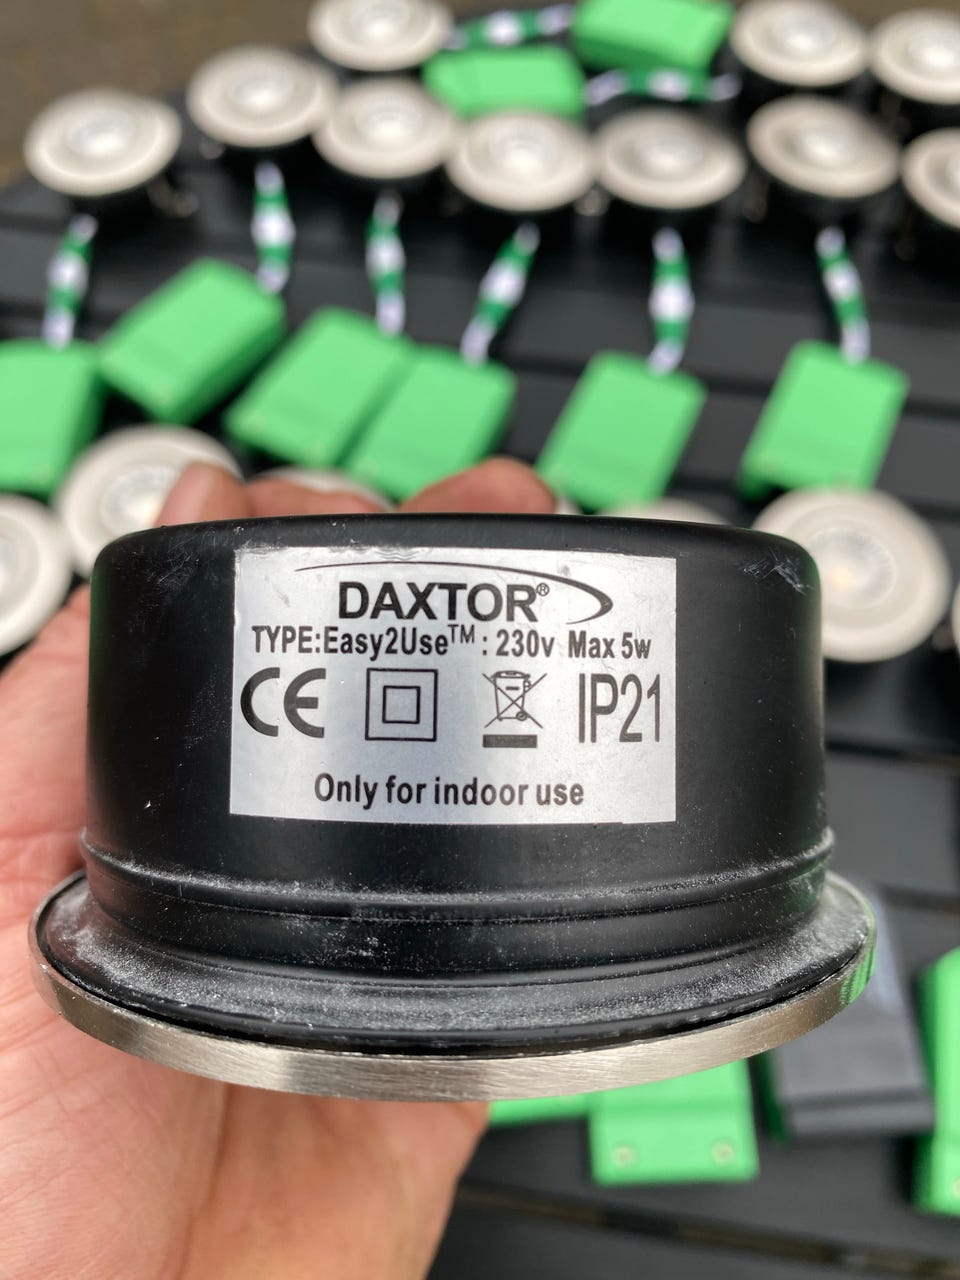 DAXTOR®
TYPE:Easy2Use™: 230v Max 5w
CE IP21
Only for indoor use